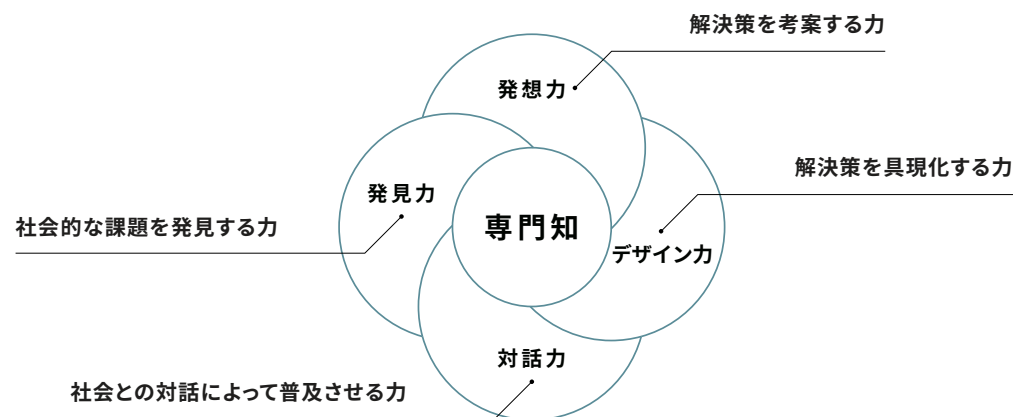 解決策を考案する力
発想力
解決策を具現化する力
発見力
社会的な課題を発見する力
専門知
デザイン力
対話力
社会との対話によって普及させる力